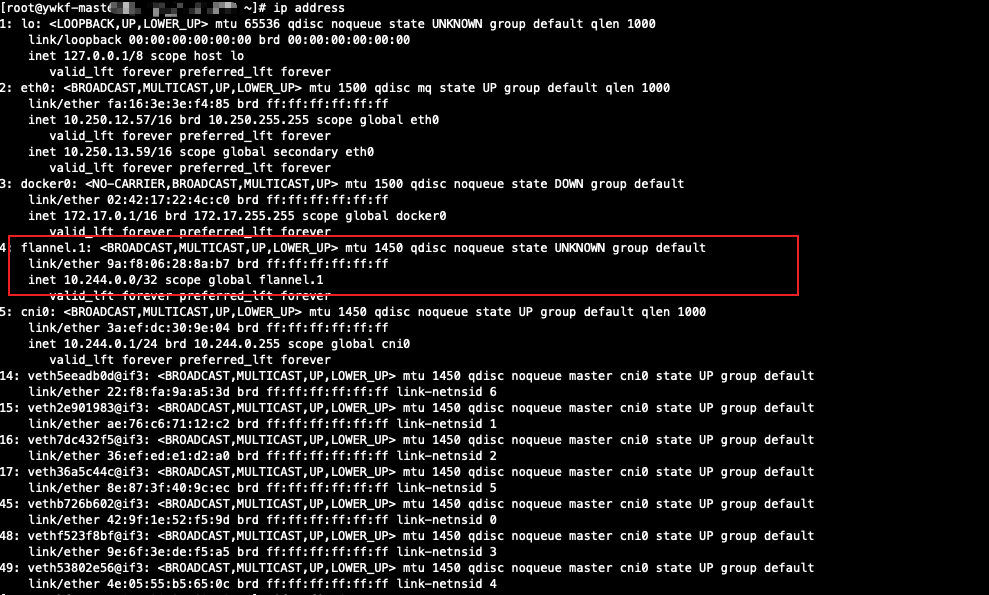 [root@ywkf-maste ~]# ip address
1: lo: <LOOPBACK,UP,LOWER_UP> mtu 65536 qdisc noqueue state UNKNOWN group default qlen 1000
link/loopback 00:00:00:00:00:00 brd 00:00:00:00:00:00
inet 127.0.0.1/8 scope host lo
valid_lft forever preferred_lft forever
2: eth0: <BROADCAST,MULTICAST,UP,LOWER_UP> mtu 1500 qdisc mq state UP group default qlen 1000
link/ether fa:16:3e:3e:f4:85 brd ff:ff:ff:ff:ff:ff
inet 10.250.12.57/16 brd 10.250.255.255 scope global eth0
valid_lft forever preferred_lft forever
inet 10.250.13.59/16 scope global secondary eth0
valid_lft forever preferred_lft forever
3: docker0: <NO-CARRIER,BROADCAST,MULTICAST,UP> mtu 1500 qdisc noqueue state DOWN group default
link/ether 02:42:17:22:4c:c0 brd ff:ff:ff:ff:ff:ff
inet 172.17.0.1/16 brd 172.17.255.255 scope global docker0
valid_lft forever preferred_lft forever
4: flannel.1: <BROADCAST,MULTICAST,UP,LOWER_UP> mtu 1450 qdisc noqueue state UNKNOWN group default
link/ether 9a:f8:06:28:8a:b7 brd ff:ff:ff:ff:ff:ff
inet 10.244.0.0/32 scope global flannel.1
valid_lft forever preferred_lft forever
5: cni0: <BROADCAST,MULTICAST,UP,LOWER_UP> mtu 1450 qdisc noqueue state UP group default qlen 1000
link/ether 3a:ef:dc:30:9e:04 brd ff:ff:ff:ff:ff:ff
inet 10.244.0.1/24 brd 10.244.0.255 scope global cni0
valid_lft forever preferred_lft forever
14: veth5eeadb0d@if3: <BROADCAST,MULTICAST,UP,LOWER_UP> mtu 1450 qdisc noqueue master cni0 state UP group default
link/ether 22:f8:fa:9a:a5:3d brd ff:ff:ff:ff:ff:ff link-netnsid 6
15: veth2e901983@if3: <BROADCAST,MULTICAST,UP,LOWER_UP> mtu 1450 qdisc noqueue master cni0 state UP group default
link/ether ae:76:c6:71:12:c2 brd ff:ff:ff:ff:ff:ff link-netnsid 1
16: veth7dc432f5@if3: <BROADCAST,MULTICAST,UP,LOWER_UP> mtu 1450 qdisc noqueue master cni0 state UP group default
link/ether 36:ef:ed:e1:d2:a0 brd ff:ff:ff:ff:ff:ff link-netnsid 2
17: veth36a5c44c@if3: <BROADCAST,MULTICAST,UP,LOWER_UP> mtu 1450 qdisc noqueue master cni0 state UP group default
link/ether 8e:87:3f:40:9c:ec brd ff:ff:ff:ff:ff:ff link-netnsid 5
45: vethb726b602@if3: <BROADCAST,MULTICAST,UP,LOWER_UP> mtu 1450 qdisc noqueue master cni0 state UP group default
link/ether 42:9f:1e:52:f5:9d brd ff:ff:ff:ff:ff:ff link-netnsid 0
48: vethf523f8bf@if3: <BROADCAST,MULTICAST,UP,LOWER_UP> mtu 1450 qdisc noqueue master cni0 state UP group default
link/ether 9e:6f:3e:de:f5:a5 brd ff:ff:ff:ff:ff:ff link-netnsid 3
49: veth53802e56@if3: <BROADCAST,MULTICAST,UP,LOWER_UP> mtu 1450 qdisc noqueue master cni0 state UP group default
link/ether 4e:05:55:b5:65:0c brd ff:ff:ff:ff:ff:ff link-netnsid 4